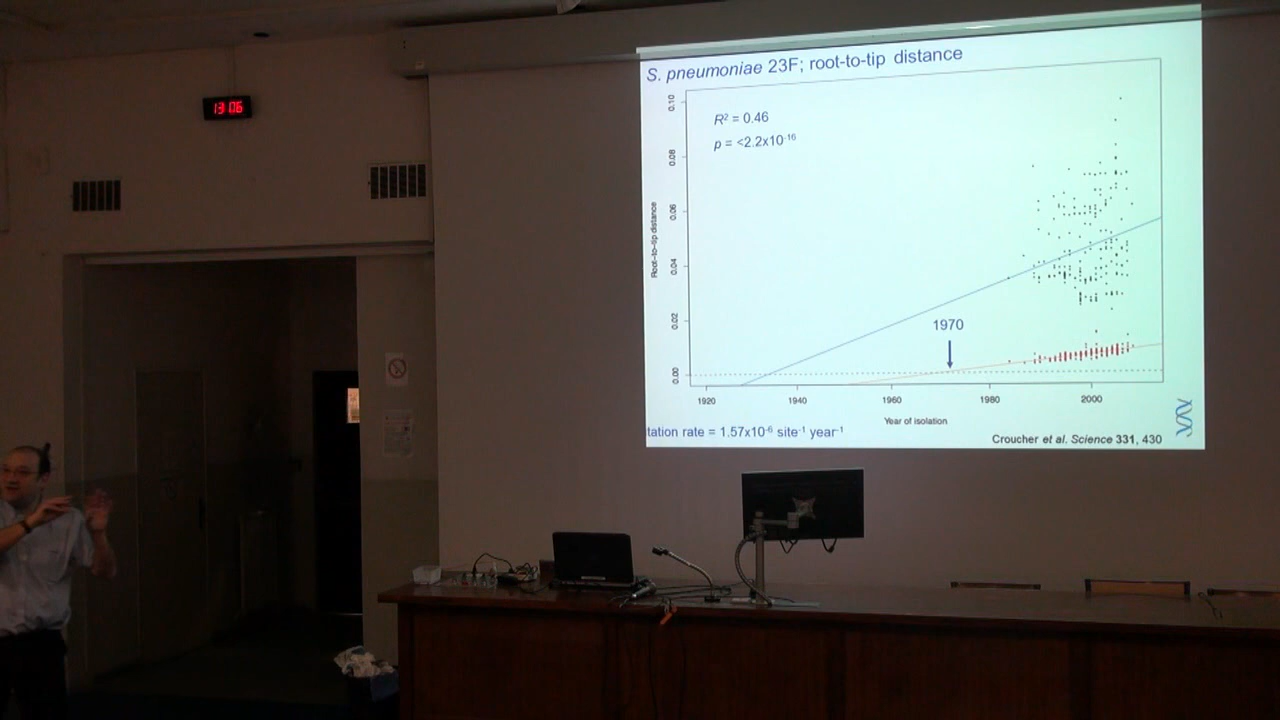 13:06
S. pneumoniae 23F; root-to-tip distance
R² = 0.46
p = <2.2x10⁻¹⁶
Root-to-tip distance
0.10
0.08
0.06
0.04
0.02
0.00
1970
1920 1940 1960 1980 2000
Year of isolation
tation rate = 1.57x10⁻⁶ site⁻¹ year⁻¹
Croucher et al. Science 331, 430